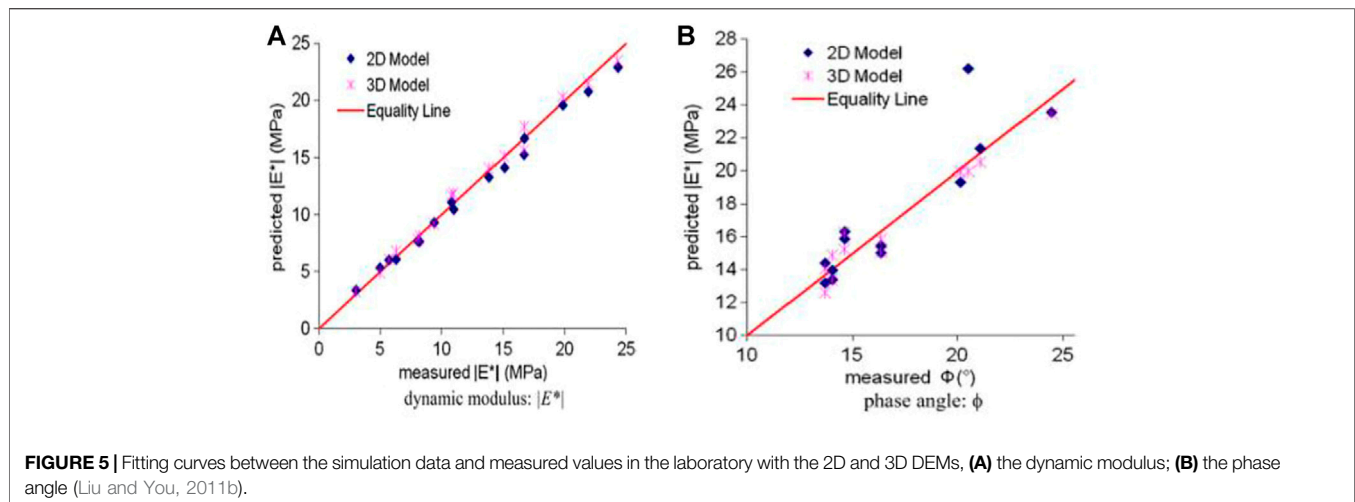 A
2D Model
3D Model
Equality Line
predicted |E*| (MPa)
25
20
15
10
5
0
0 5 10 15 20 25
measured |E*| (MPa)
dynamic modulus: |E*|
B
2D Model
3D Model
Equality Line
predicted |E*| (MPa)
28
26
24
22
20
18
16
14
12
10
10 15 20 25
measured Φ(°)
phase angle: ϕ
FIGURE 5 | Fitting curves between the simulation data and measured values in the laboratory with the 2D and 3D DEMs, (A) the dynamic modulus; (B) the phase
angle (Liu and You, 2011b).